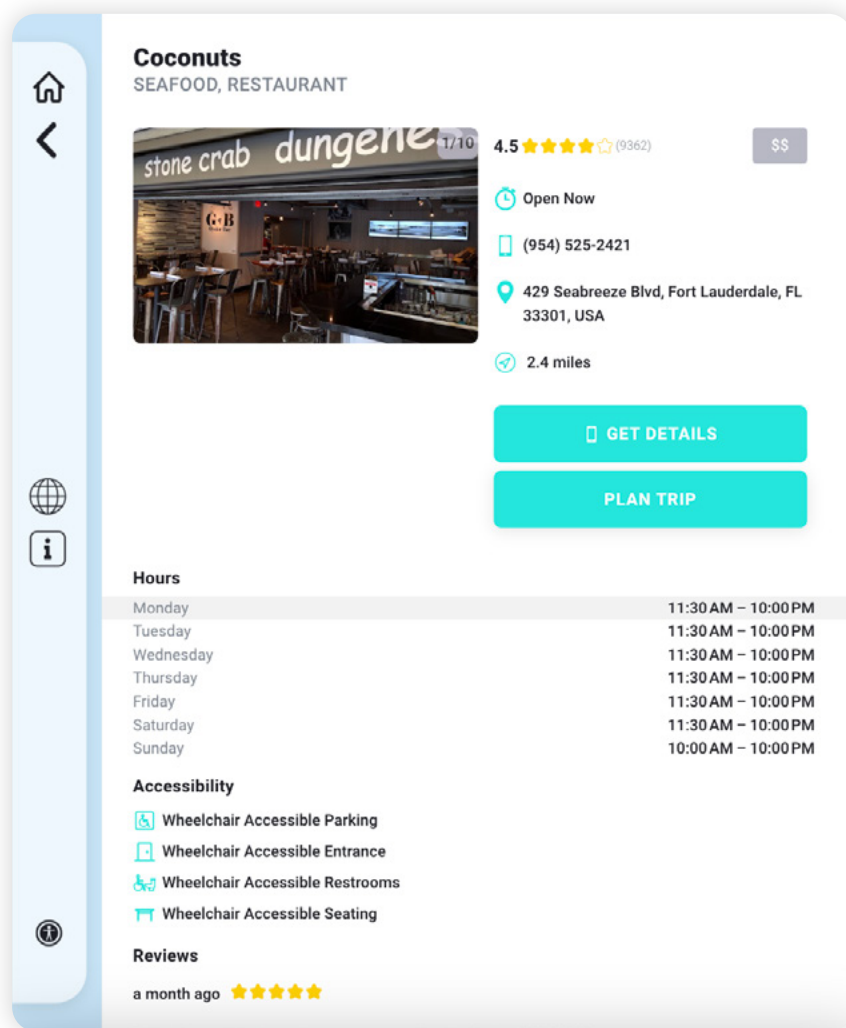 Coconuts
SEAFOOD, RESTAURANT
stone crab dungene
1/10
G&B
4.5 (9362)
$$
Open Now
(954) 525-2421
429 Seabreeze Blvd, Fort Lauderdale, FL
33301, USA
2.4 miles
GET DETAILS
PLAN TRIP
Hours
Monday 11:30 AM – 10:00 PM
Tuesday 11:30 AM – 10:00 PM
Wednesday 11:30 AM – 10:00 PM
Thursday 11:30 AM – 10:00 PM
Friday 11:30 AM – 10:00 PM
Saturday 11:30 AM – 10:00 PM
Sunday 10:00 AM – 10:00 PM
Accessibility
Wheelchair Accessible Parking
Wheelchair Accessible Entrance
Wheelchair Accessible Restrooms
Wheelchair Accessible Seating
Reviews
a month ago